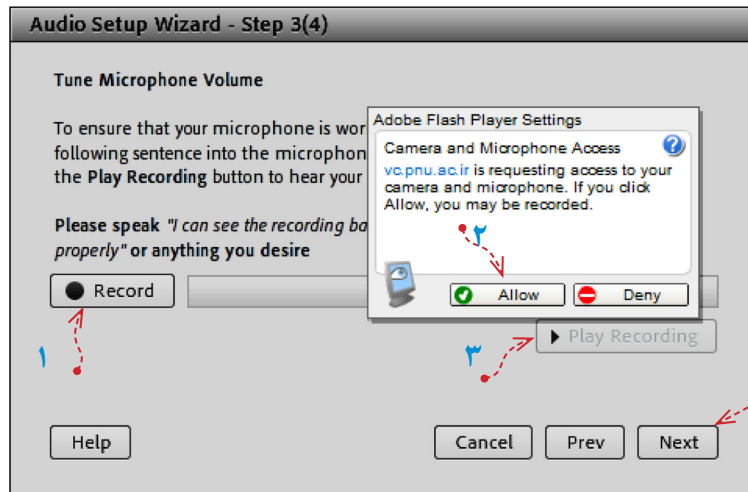 Audio Setup Wizard - Step 3(4)
Tune Microphone Volume
To ensure that your microphone is wor
following sentence into the microphon
the Play Recording button to hear your
Please speak "I can see the recording ba
properly" or anything you desire
Adobe Flash Player Settings
Camera and Microphone Access
vc.pnu.ac.ir is requesting access to your
camera and microphone. If you click
Allow, you may be recorded.
۲
Allow
Deny
Record
Play Recording
۱
۳
Help
Cancel
Prev
Next